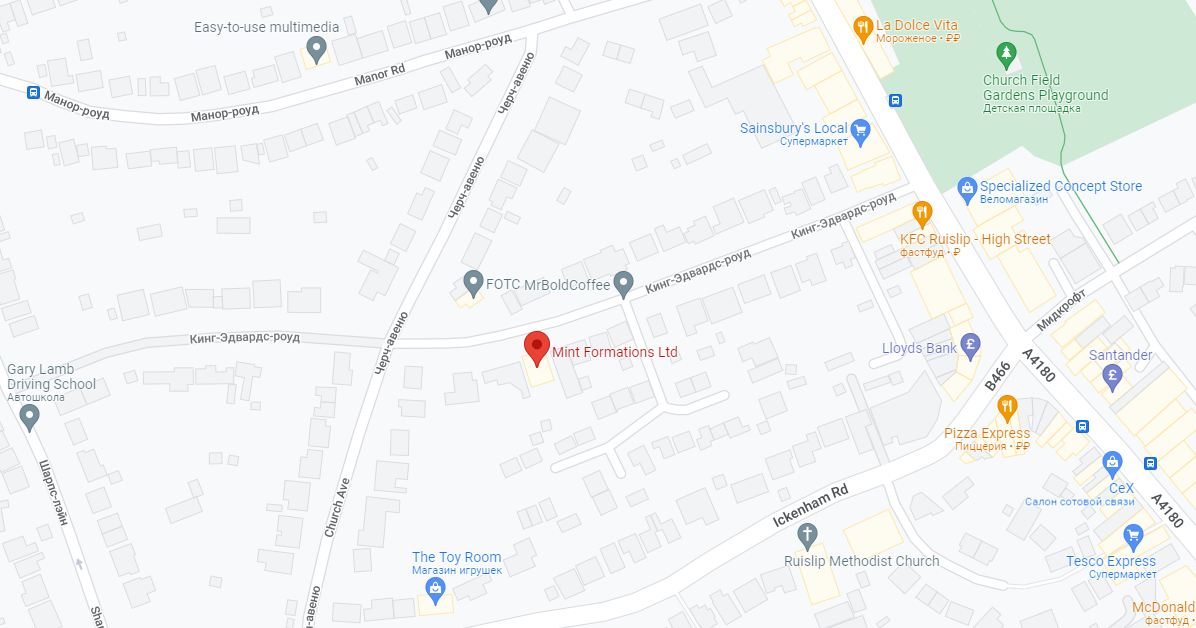 Easy-to-use multimedia
La Dolce Vita
Мороженое • ₽₽
Манор-роуд
Manor Rd
Манор-роуд
Манор-роуд
Черч-авеню
Church Field
Gardens Playground
Детская площадка
Sainsbury's Local
Супермаркет
Черч-авеню
Specialized Concept Store
Веломагазин
Кинг-Эдвардс-роуд
KFC Ruislip - High Street
фастфуд • ₽
Кинг-Эдвардс-роуд
FOTC
MrBoldCoffee
Мидкрофт
Кинг-Эдвардс-роуд
Черч-авеню
Mint Formations Ltd
Lloyds Bank
Santander
A4180
B466
Gary Lamb
Driving School
Автошкола
Pizza Express
Пиццерия • ₽₽
Шарпс-лэйн
Church Ave
Ickenham Rd
CeX
Салон сотовой связи
A4180
The Toy Room
Магазин игрушек
Ruislip Methodist Church
Tesco Express
Супермаркет
Черч-авеню
Sha
McDonald
фастфуд •